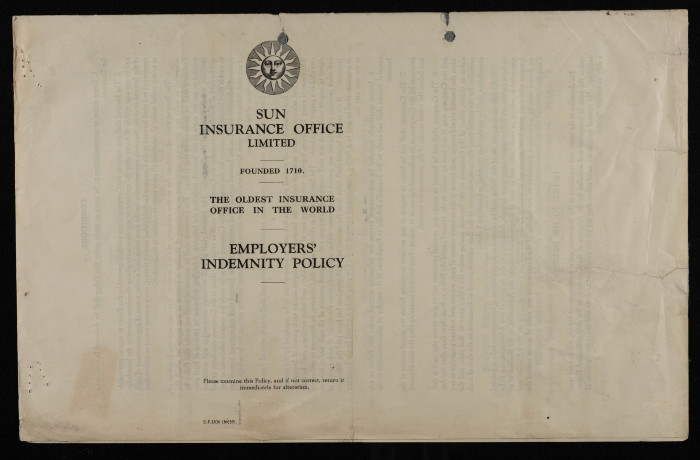 SUN
INSURANCE OFFICE
LIMITED
FOUNDED 1710.
THE OLDEST INSURANCE
OFFICE IN THE WORLD
EMPLOYERS'
INDEMNITY POLICY
Please examine this Policy, and if not correct, return it
immediately for alteration.